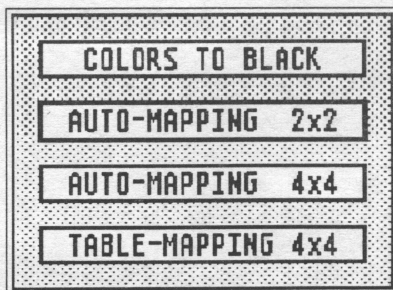 COLORS TO BLACK
AUTO-MAPPING 2x2
AUTO-MAPPING 4x4
TABLE-MAPPING 4x4